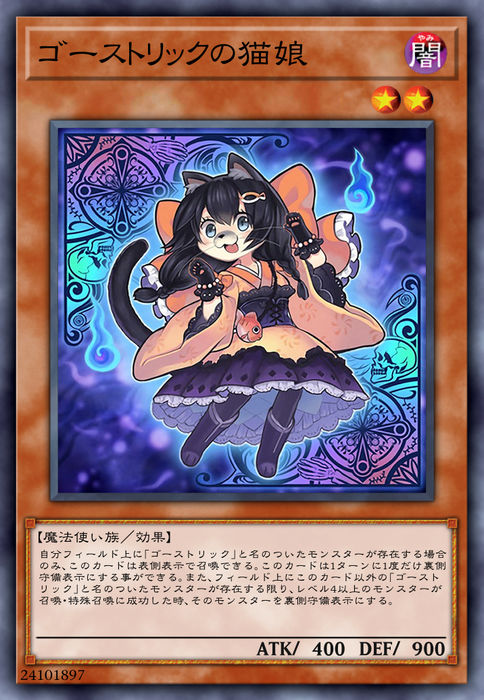 ゴーストリックの猫娘
やみ
闇
【魔法使い族／効果】
自分フィールド上に「ゴーストリック」と名のついたモンスターが存在する場合
のみ、このカードは表側表示で召喚できる。このカードは1ターンに1度だけ裏側
守備表示にする事ができる。また、フィールド上にこのカード以外の「ゴースト
リック」と名のついたモンスターが存在する限り、レベル4以上のモンスターが
召喚・特殊召喚に成功した時、そのモンスターを裏側守備表示にする。
ATK/ 400 DEF/ 900
24101897